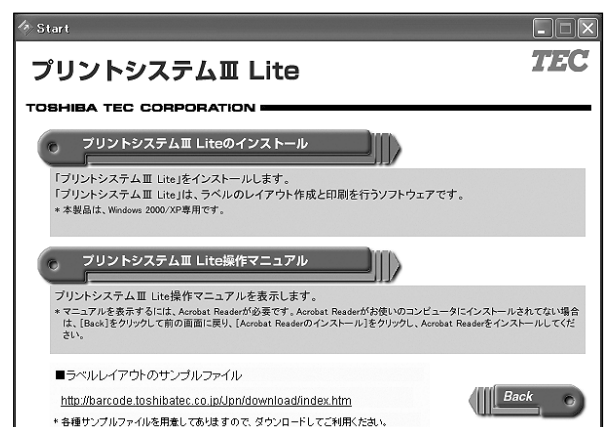 Start
プリントシステムⅢ Lite
TEC
TOSHIBA TEC CORPORATION
プリントシステムⅢ Liteのインストール
「プリントシステムⅢ Lite」をインストールします。
「プリントシステムⅢ Lite」は、ラベルのレイアウト作成と印刷を行うソフトウェアです。
* 本製品は、Windows 2000/XP専用です。
プリントシステムⅢ Lite操作マニュアル
プリントシステムⅢ Lite操作マニュアルを表示します。
* マニュアルを表示するには、Acrobat Readerが必要です。Acrobat Readerがお使いのコンピュータにインストールされてない場合
は、[Back]をクリックして前の画面に戻り、[Acrobat Readerのインストール]をクリックし、Acrobat Readerをインストールしてくだ
さい。
■ラベルレイアウトのサンプルファイル
http://barcode.toshibatec.co.jp/Jpn/download/index.htm
* 各種サンプルファイルを用意してありますので、ダウンロードしてご利用ください。
Back